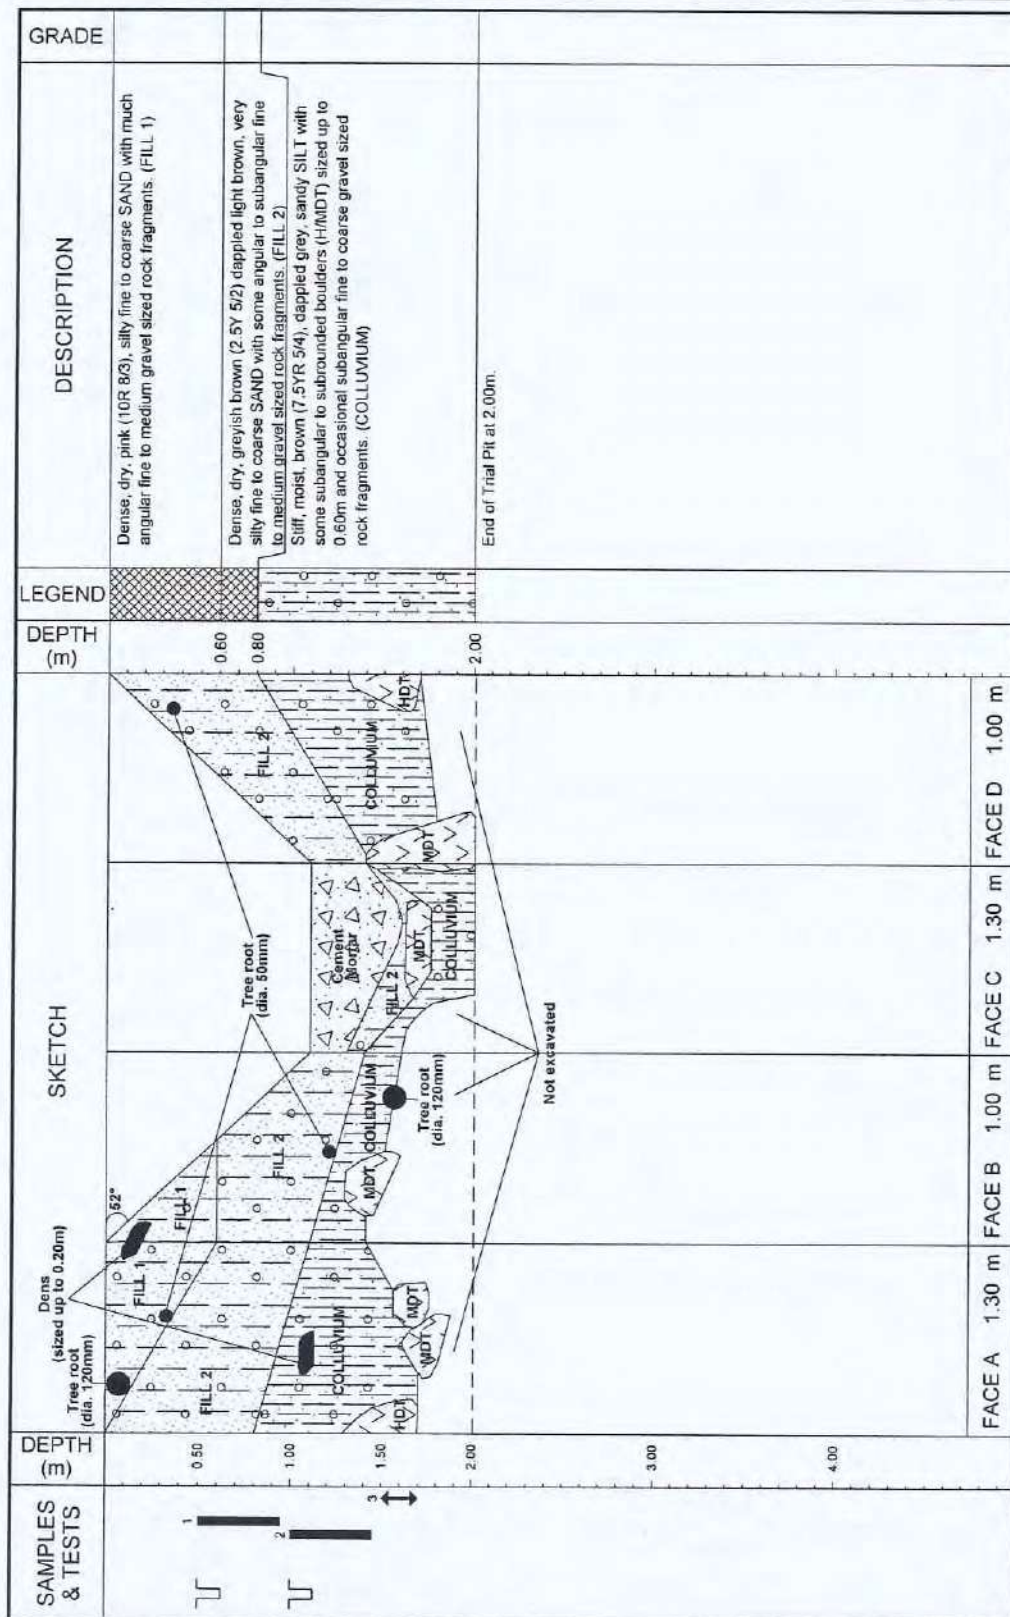 SAMPLES
& TESTS
DEPTH
(m)
SKETCH
DEPTH
(m)
LEGEND
DESCRIPTION
GRADE
1
2
3
0.50
1.00
1.50
2.00
3.00
4.00
Tree root
(dia. 120mm)
Dens
(sized up to 0.20m)
52°
FILL 1
FILL 1
FILL 2
FILL 2
FILL 2
FILL 2
Tree root
(dia. 50mm)
Cement
Mortar
COLLUVIUM
COLLUVIUM
COLLUVIUM
COLLUVIUM
HDT
MDT
MDT
MDT
MDT
MDT
HDT
Tree root
(dia. 120mm)
Not excavated
FACE A 1.30 m
FACE B 1.00 m
FACE C 1.30 m
FACE D 1.00 m
0.60
0.80
2.00
Dense, dry, pink (10R 8/3), silty fine to coarse SAND with much
angular fine to medium gravel sized rock fragments. (FILL 1)
Dense, dry, greyish brown (2.5Y 5/2) dappled light brown, very
silty fine to coarse SAND with some angular to subangular fine
to medium gravel sized rock fragments. (FILL 2)
Stiff, moist, brown (7.5YR 5/4), dappled grey, sandy SILT with
some subangular to subrounded boulders (H/MDT) sized up to
0.60m and occasional subangular fine to coarse gravel sized
rock fragments. (COLLUVIUM)
End of Trial Pit at 2.00m.